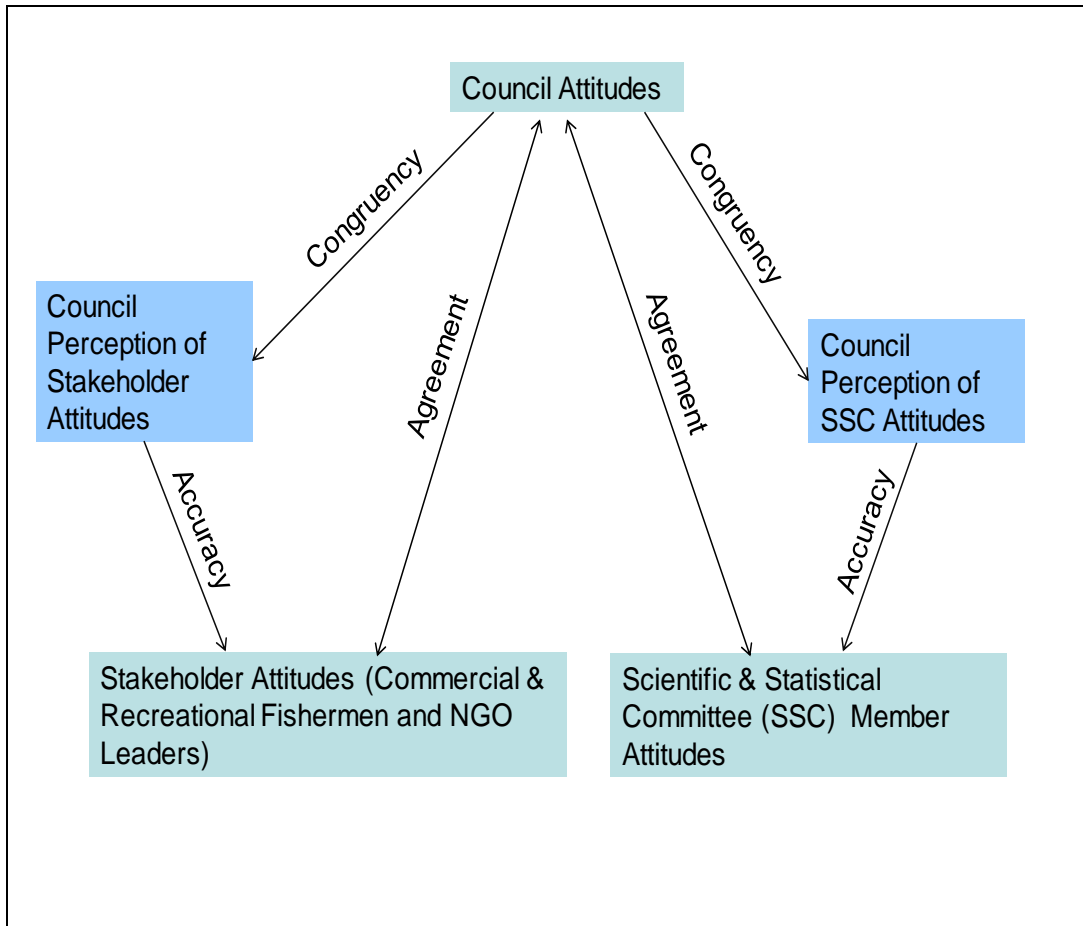 Council Attitudes
Congruency
Congruency
Council
Perception of
Stakeholder
Attitudes
Agreement
Agreement
Council
Perception of
SSC Attitudes
Accuracy
Accuracy
Stakeholder Attitudes (Commercial &
Recreational Fishermen and NGO
Leaders)
Scientific & Statistical
Committee (SSC) Member
Attitudes